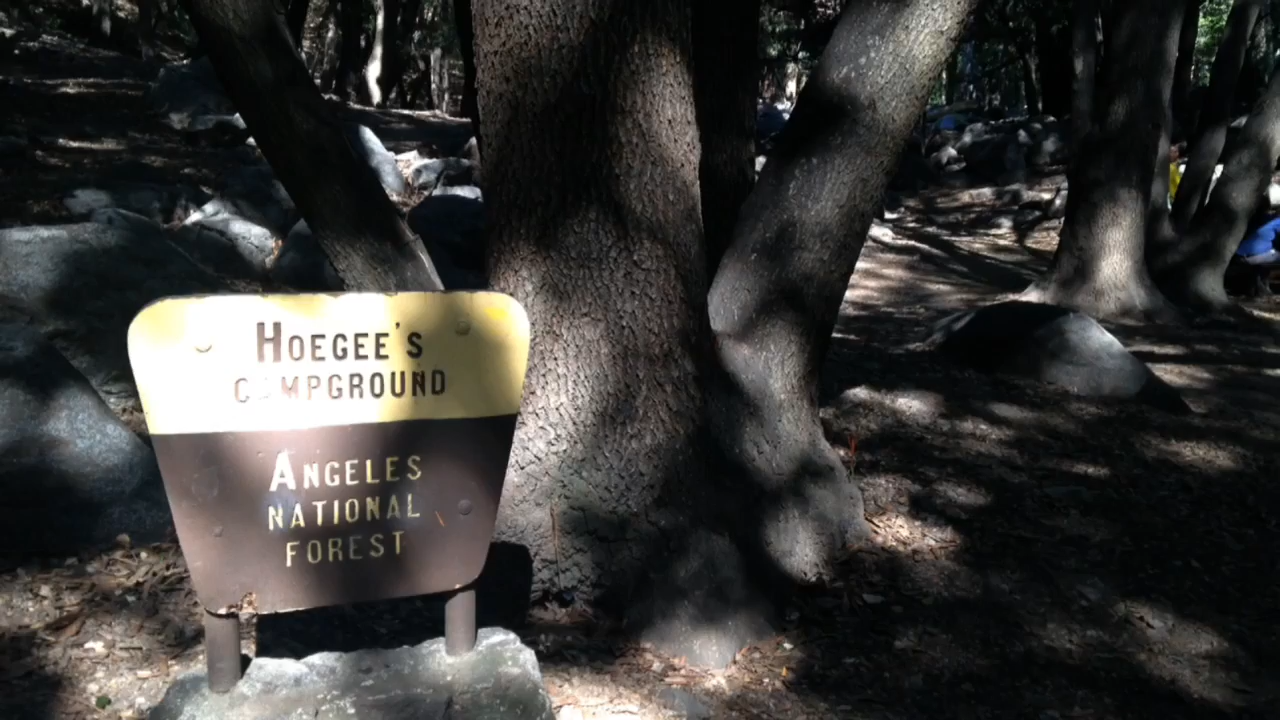 HOEGEE'S
CAMPGROUND
ANGELES
NATIONAL
FOREST